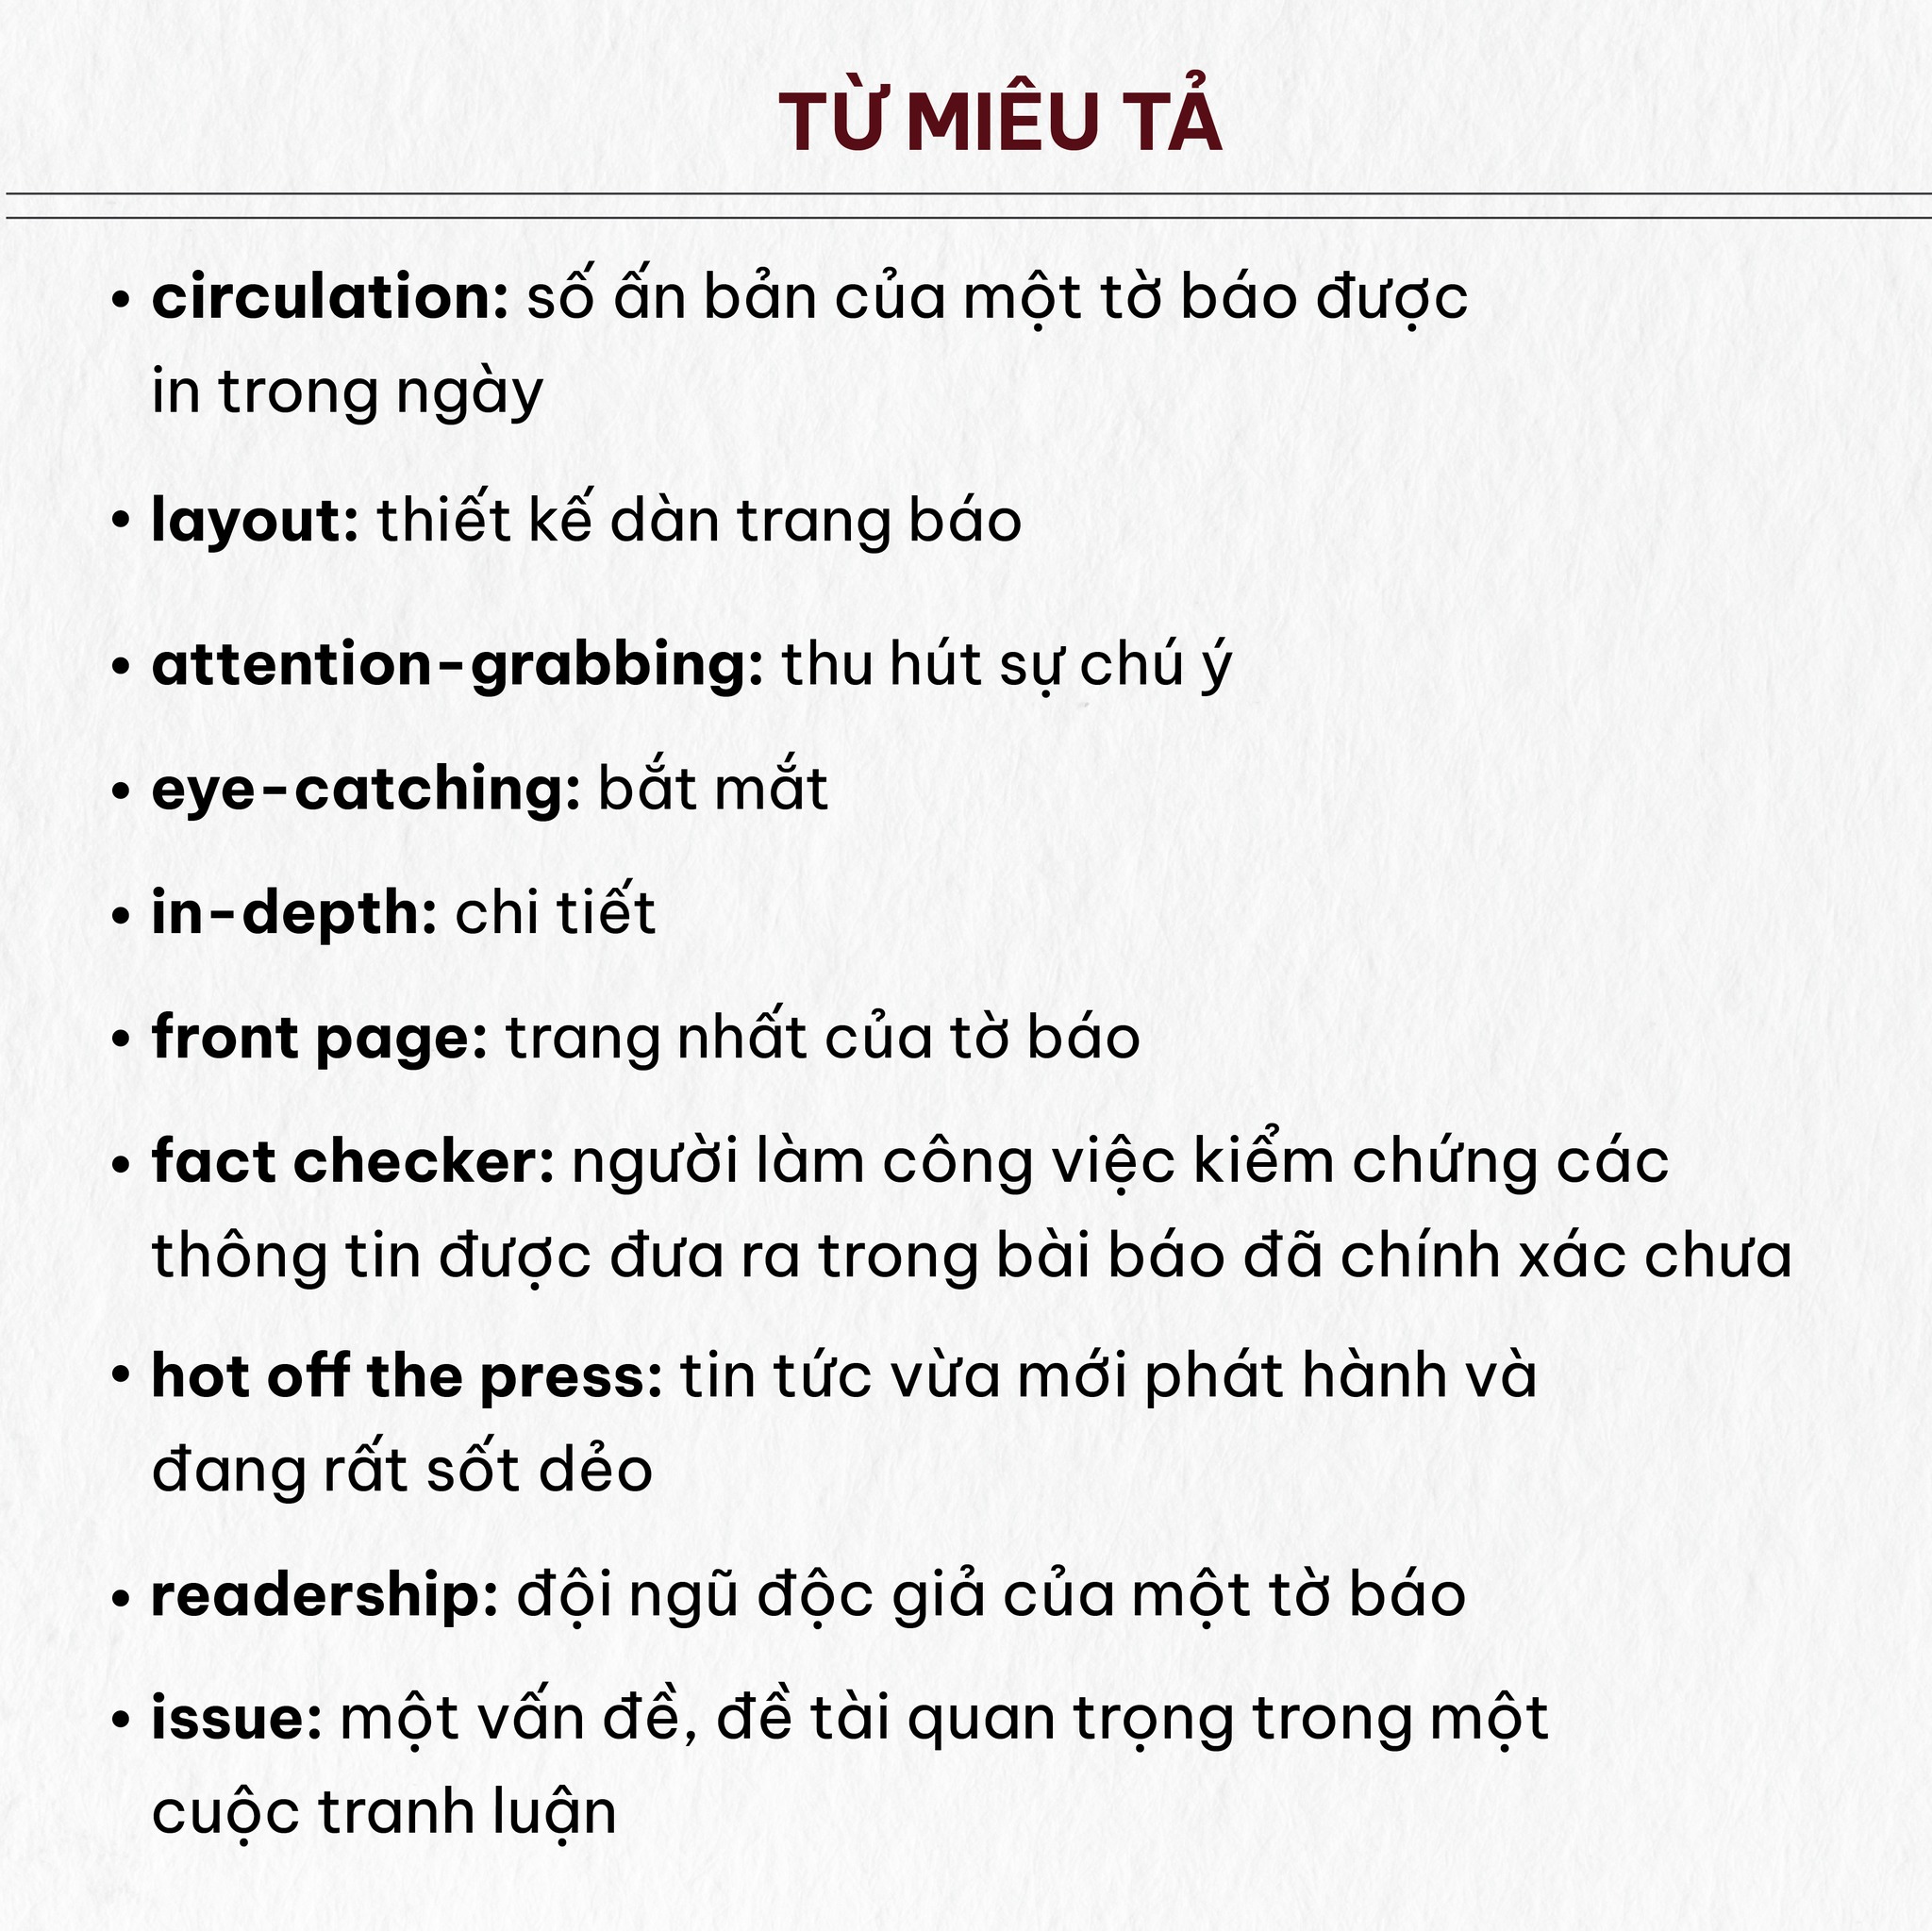 TỪ MIÊU TẢ
• circulation: số ấn bản của một tờ báo được
in trong ngày
• layout: thiết kế dàn trang báo
• attention-grabbing: thu hút sự chú ý
• eye-catching: bắt mắt
• in-depth: chi tiết
• front page: trang nhất của tờ báo
• fact checker: người làm công việc kiểm chứng các
thông tin được đưa ra trong bài báo đã chính xác chưa
• hot off the press: tin tức vừa mới phát hành và
đang rất sốt dẻo
• readership: đội ngũ độc giả của một tờ báo
• issue: một vấn đề, đề tài quan trọng trong một
cuộc tranh luận